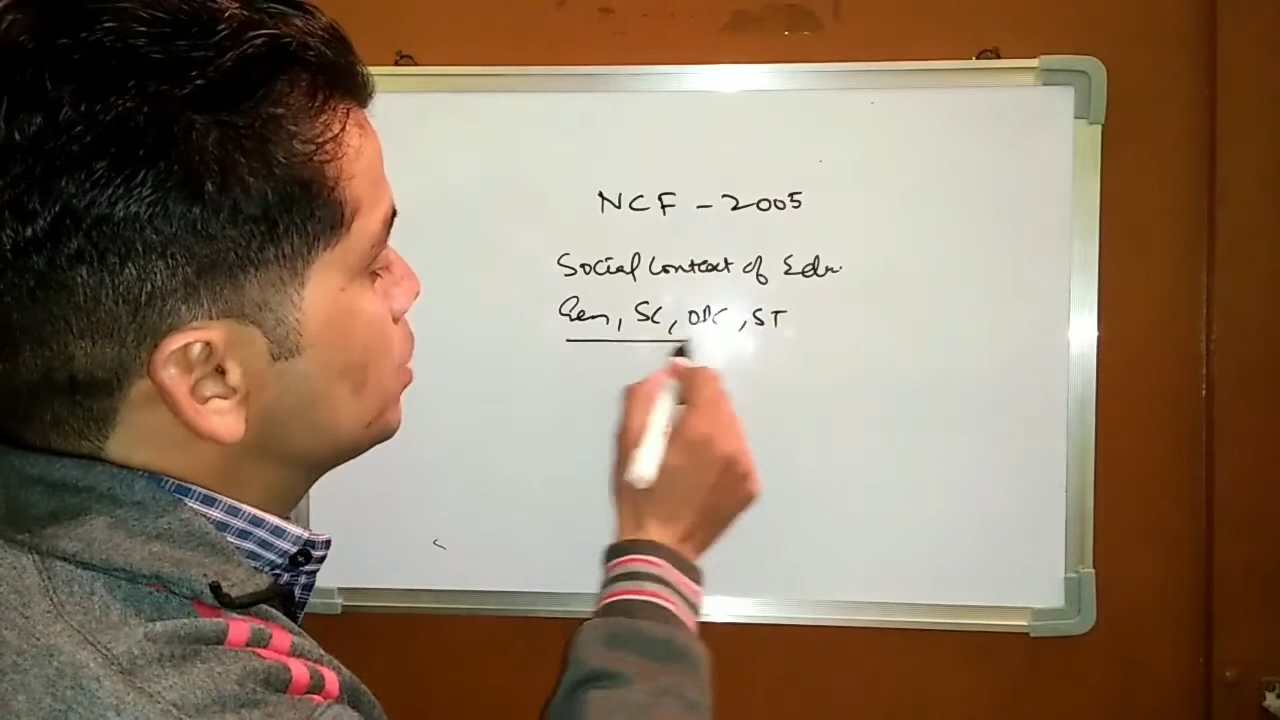 NCF - 2005
Social Context of Edu.
Gen, SC, OBC, ST